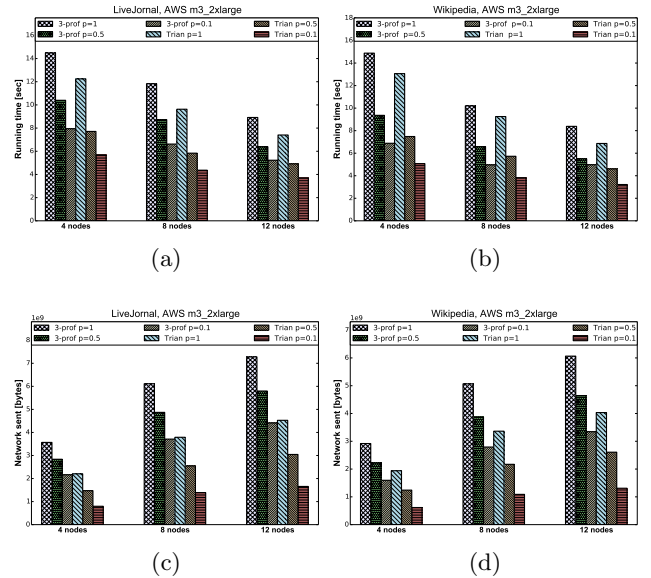 LiveJornal, AWS m3_2xlarge
3-prof p=1 3-prof p=0.1 Trian p=0.5
3-prof p=0.5 Trian p=1 Trian p=0.1
Running time [sec]
16
14
12
10
8
6
4
2
0
4 nodes 8 nodes 12 nodes
(a)
Wikipedia, AWS m3_2xlarge
3-prof p=1 3-prof p=0.1 Trian p=0.5
3-prof p=0.5 Trian p=1 Trian p=0.1
Running time [sec]
18
16
14
12
10
8
6
4
2
0
4 nodes 8 nodes 12 nodes
(b)
LiveJornal, AWS m3_2xlarge
1e9
3-prof p=1 3-prof p=0.1 Trian p=0.5
3-prof p=0.5 Trian p=1 Trian p=0.1
Network sent [bytes]
8
7
6
5
4
3
2
1
0
4 nodes 8 nodes 12 nodes
(c)
Wikipedia, AWS m3_2xlarge
1e9
3-prof p=1 3-prof p=0.1 Trian p=0.5
3-prof p=0.5 Trian p=1 Trian p=0.1
Network sent [bytes]
7
6
5
4
3
2
1
0
4 nodes 8 nodes 12 nodes
(d)